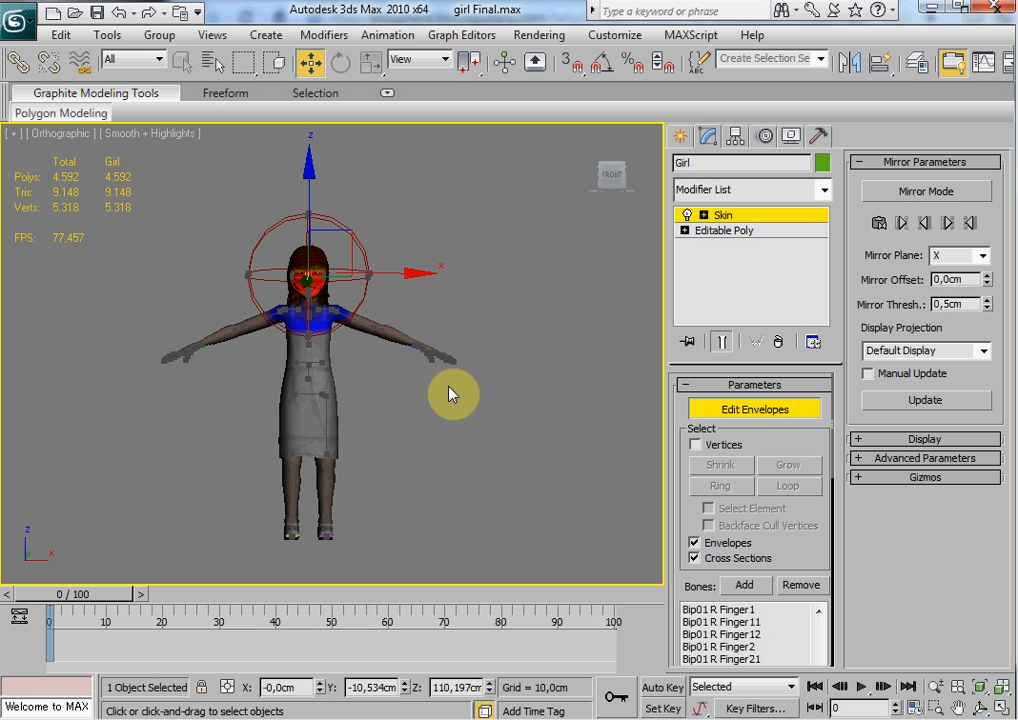 Autodesk 3ds Max 2010 x64 girl Final.max
Type a keyword or phrase
Edit Tools Group Views Create Modifiers Animation Graph Editors Rendering Customize MAXScript Help
All View Create Selection Se
Graphite Modeling Tools Freeform Selection
Polygon Modeling
[ + ] [ Orthographic ] [ Smooth + Highlights ]
Total Girl
Polys: 4.592 4.592
Tris: 9.148 9.148
Verts: 5.318 5.318
FPS: 77,457
z
x
FRONT
z
x
Girl
Modifier List
Skin
Editable Poly
Parameters
Edit Envelopes
Select
Vertices
Shrink Grow
Ring Loop
Select Element
Backface Cull Vertices
Envelopes
Cross Sections
Bones: Add Remove
Bip01 R Finger1
Bip01 R Finger11
Bip01 R Finger12
Bip01 R Finger2
Bip01 R Finger21
Mirror Parameters
Mirror Mode
Mirror Plane: X
Mirror Offset: 0,0cm
Mirror Thresh.: 0,5cm
Display Projection
Default Display
Manual Update
Update
Display
Advanced Parameters
Gizmos
0 / 100
0 10 20 30 40 50 60 70 80 90 100
1 Object Selected X: -0,0cm Y: -10,534cm Z: 110,197cm Grid = 10,0cm Auto Key Selected
Welcome to MAX Click or click-and-drag to select objects Add Time Tag Set Key Key Filters... 0